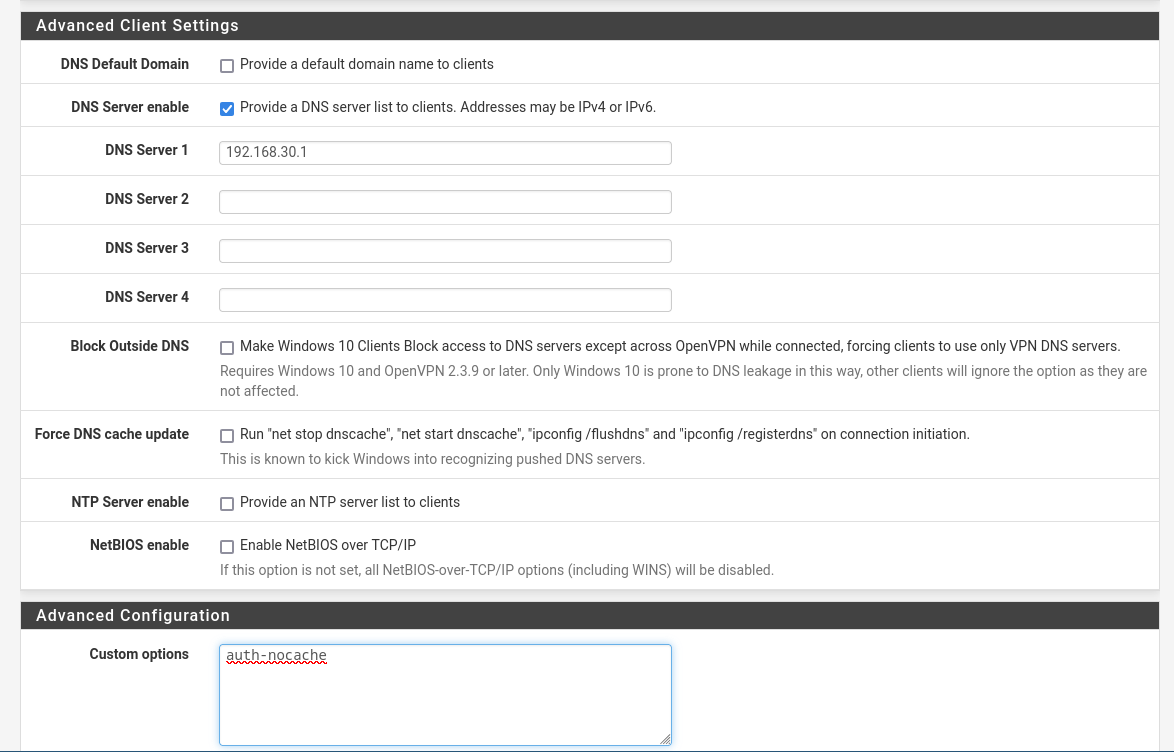 Advanced Client Settings
DNS Default Domain Provide a default domain name to clients
DNS Server enable Provide a DNS server list to clients. Addresses may be IPv4 or IPv6.
DNS Server 1 192.168.30.1
DNS Server 2
DNS Server 3
DNS Server 4
Block Outside DNS Make Windows 10 Clients Block access to DNS servers except across OpenVPN while connected, forcing clients to use only VPN DNS servers.
Requires Windows 10 and OpenVPN 2.3.9 or later. Only Windows 10 is prone to DNS leakage in this way, other clients will ignore the option as they are
not affected.
Force DNS cache update Run "net stop dnscache", "net start dnscache", "ipconfig /flushdns" and "ipconfig /registerdns" on connection initiation.
This is known to kick Windows into recognizing pushed DNS servers.
NTP Server enable Provide an NTP server list to clients
NetBIOS enable Enable NetBIOS over TCP/IP
If this option is not set, all NetBIOS-over-TCP/IP options (including WINS) will be disabled.
Advanced Configuration
Custom options auth-nocache